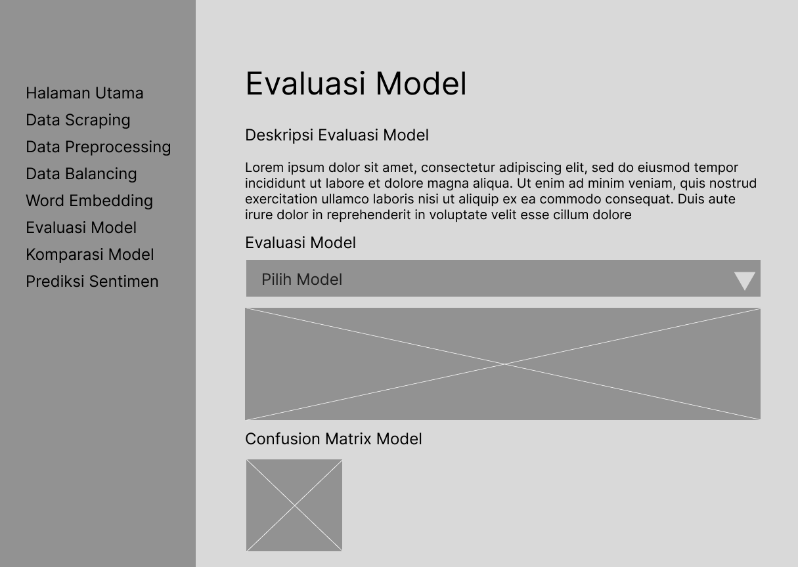 Halaman Utama
Data Scraping
Data Preprocessing
Data Balancing
Word Embedding
Evaluasi Model
Komparasi Model
Prediksi Sentimen
Evaluasi Model
Deskripsi Evaluasi Model
Lorem ipsum dolor sit amet, consectetur adipiscing elit, sed do eiusmod tempor
incididunt ut labore et dolore magna aliqua. Ut enim ad minim veniam, quis nostrud
exercitation ullamco laboris nisi ut aliquip ex ea commodo consequat. Duis aute
irure dolor in reprehenderit in voluptate velit esse cillum dolore
Evaluasi Model
Pilih Model
Confusion Matrix Model